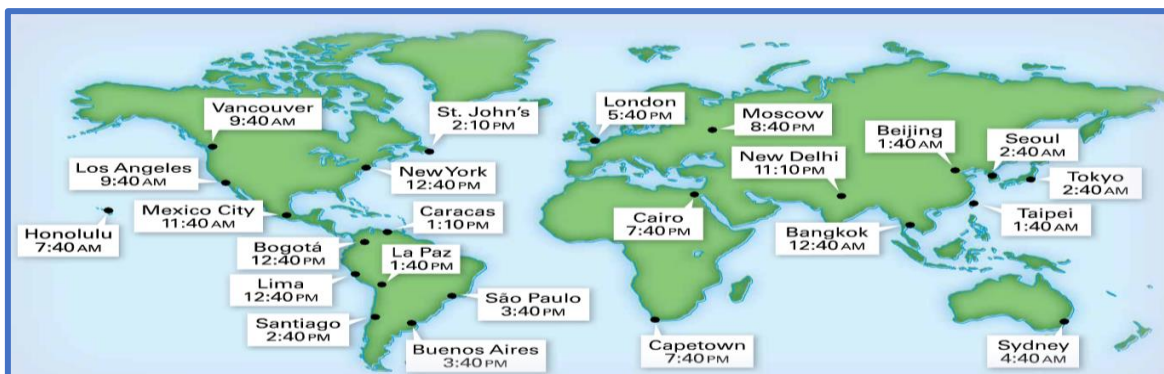 Vancouver
9:40 AM
St. John's
2:10 PM
London
5:40 PM
Moscow
8:40 PM
Beijing
1:40 AM
Seoul
2:40 AM
Los Angeles
9:40 AM
New York
12:40 PM
New Delhi
11:10 PM
Tokyo
2:40 AM
Honolulu
7:40 AM
Mexico City
11:40 AM
Caracas
1:10 PM
Cairo
7:40 PM
Bangkok
12:40 AM
Taipei
1:40 AM
Bogotá
12:40 PM
La Paz
1:40 PM
Lima
12:40 PM
São Paulo
3:40 PM
Santiago
2:40 PM
Buenos Aires
3:40 PM
Capetown
7:40 PM
Sydney
4:40 AM